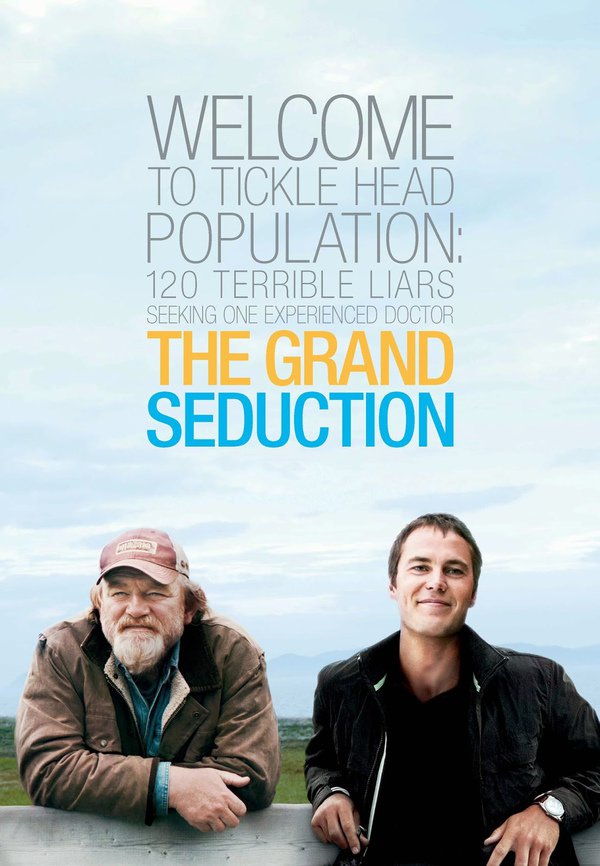 WELCOME
TO TICKLE HEAD
POPULATION:
120 TERRIBLE LIARS
SEEKING ONE EXPERIENCED DOCTOR
THE GRAND
SEDUCTION